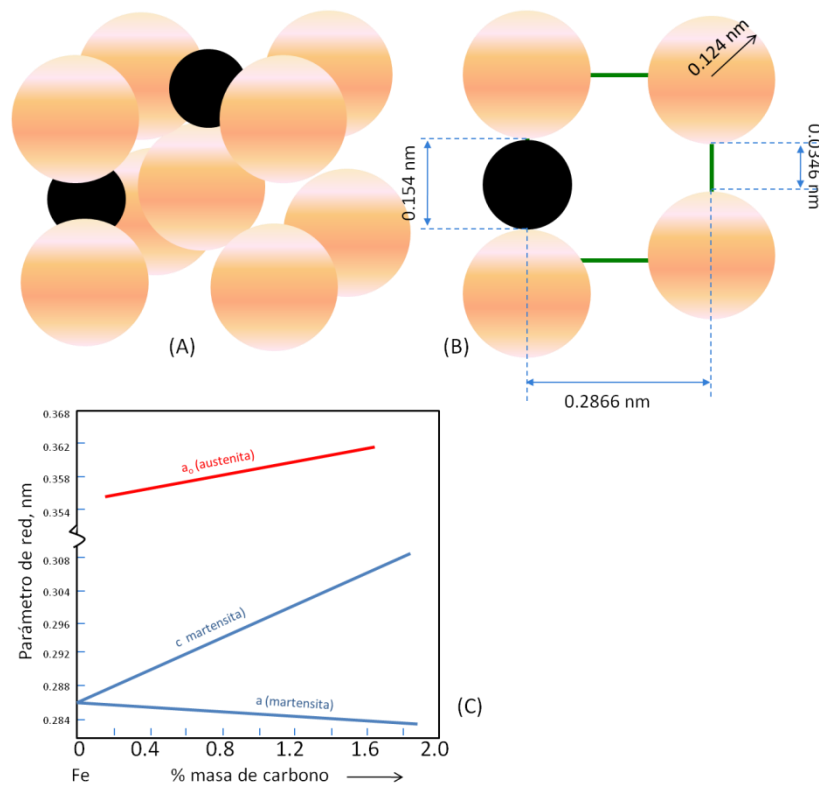 (A)
0.124 nm
0.154 nm
0.0346 nm
(B)
0.2866 nm
0.368
0.362
0.358
0.354
0.308
0.304
0.296
0.292
0.288
0.284
Parámetro de red, nm
a₀ (austenita)
c martensita)
a (martensita)
(C)
0 0.4 0.8 1.2 1.6 2.0
Fe % masa de carbono